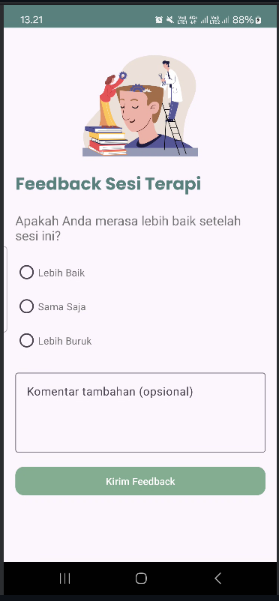 13.21
88%
Feedback Sesi Terapi
Apakah Anda merasa lebih baik setelah
sesi ini?
Lebih Baik
Sama Saja
Lebih Buruk
Komentar tambahan (opsional)
Kirim Feedback